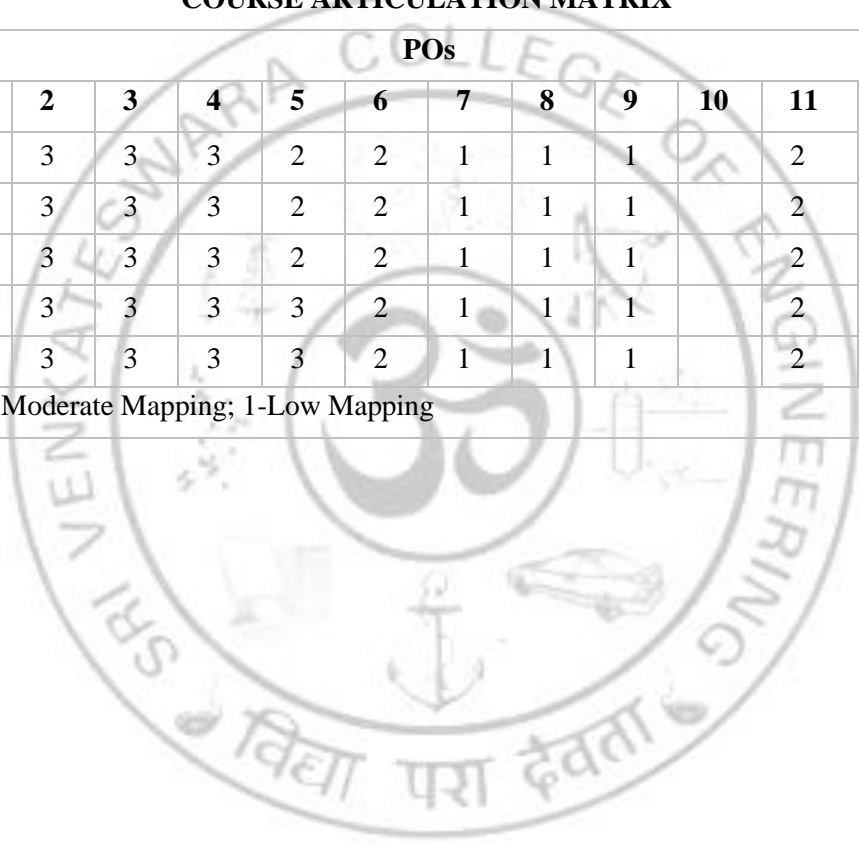 COURSE ARTICULATION MATRIX
POs
2 3 4 5 6 7 8 9 10 11
3 3 3 2 2 1 1 1 2
3 3 3 2 2 1 1 1 2
3 3 3 2 2 1 1 1 2
3 3 3 3 2 1 1 1 2
3 3 3 3 2 1 1 1 2
Moderate Mapping; 1-Low Mapping
SRI VENKATESWARA COLLEGE OF ENGINEERING
विद्या परा दैवता